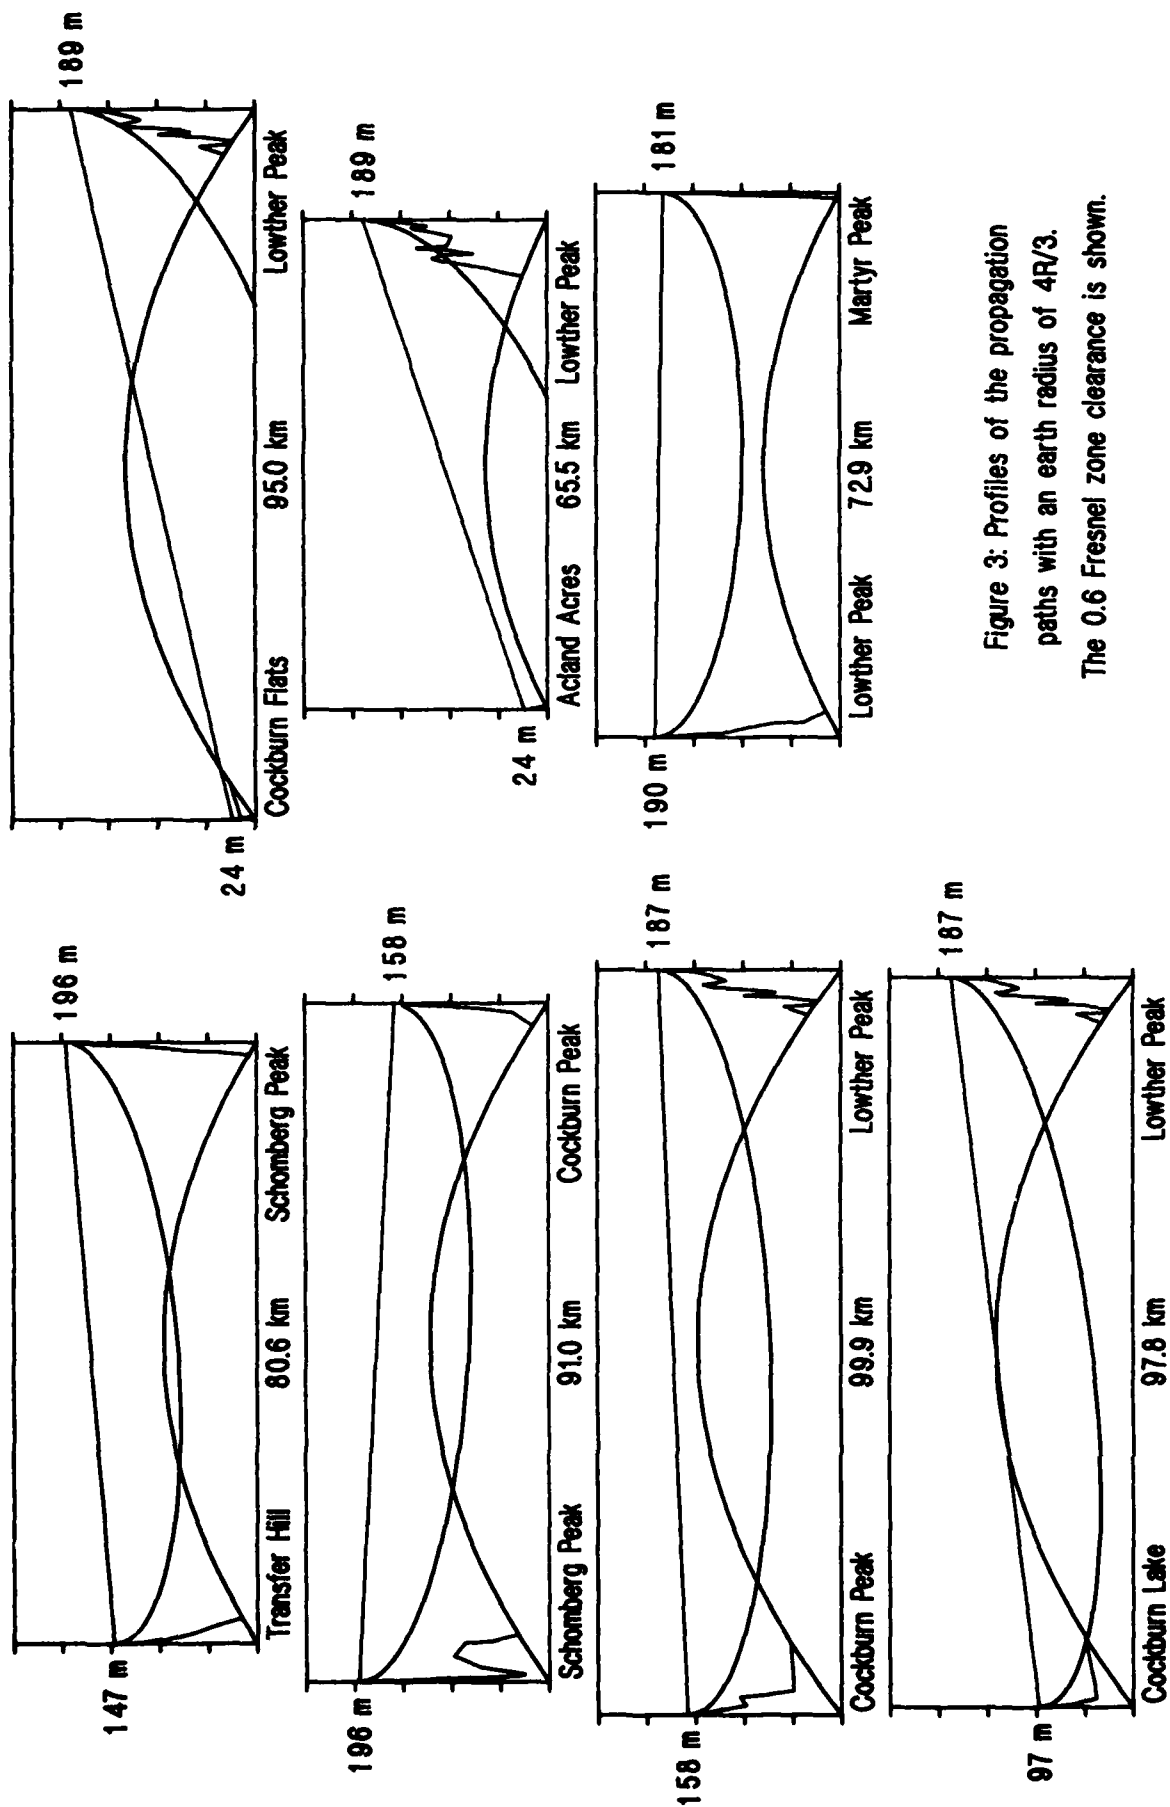 147 m
196 m
Transfer Hill 80.6 km Schomberg Peak
196 m
158 m
Schomberg Peak 91.0 km Cockburn Peak
158 m
187 m
Cockburn Peak 99.9 km Lowther Peak
97 m
187 m
Cockburn Lake 97.8 km Lowther Peak
24 m
189 m
Cockburn Flats 95.0 km Lowther Peak
24 m
189 m
Acland Acres 65.5 km Lowther Peak
190 m
181 m
Lowther Peak 72.9 km Martyr Peak
Figure 3: Profiles of the propagation
paths with an earth radius of 4R/3.
The 0.6 Fresnel zone clearance is shown.